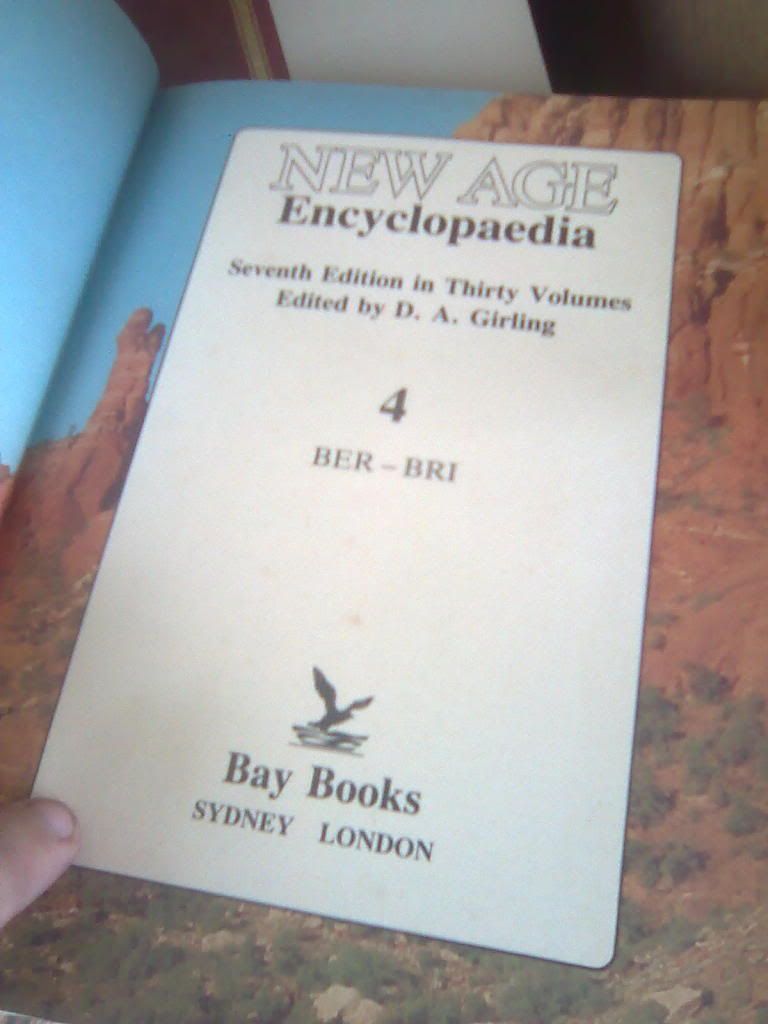 NEW AGE
Encyclopaedia
Seventh Edition in Thirty Volumes
Edited by D. A. Girling
4
BER – BRI
Bay Books
SYDNEY LONDON